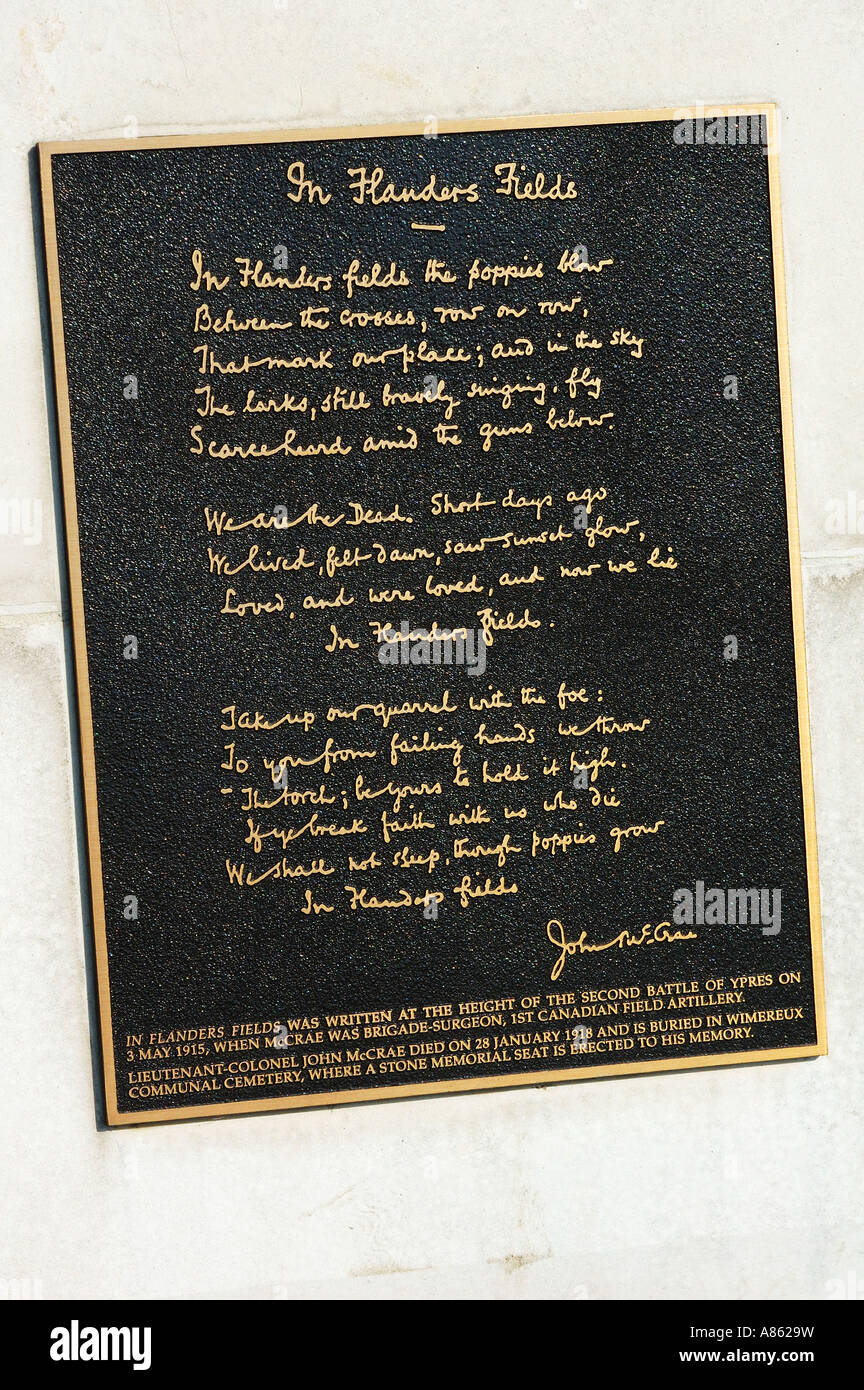 In Flanders Fields
In Flanders fields the poppies blow
Between the crosses, row on row,
That mark our place; and in the sky
The larks, still bravely singing, fly
Scarce heard amid the guns below.
We are the Dead. Short days ago
We lived, felt dawn, saw sunset glow,
Loved, and were loved, and now we lie
In Flanders fields.
Take up our quarrel with the foe:
To you from failing hands we throw
- The torch; be yours to hold it high.
If ye break faith with us who die
We shall not sleep, though poppies grow
In Flanders fields
John McCrae
IN FLANDERS FIELDS WAS WRITTEN AT THE HEIGHT OF THE SECOND BATTLE OF YPRES ON
3 MAY 1915, WHEN McCRAE WAS BRIGADE-SURGEON, 1ST CANADIAN FIELD ARTILLERY.
LIEUTENANT-COLONEL JOHN McCRAE DIED ON 28 JANUARY 1918 AND IS BURIED IN WIMEREUX
COMMUNAL CEMETERY, WHERE A STONE MEMORIAL SEAT IS ERECTED TO HIS MEMORY.
alamy
alamy
a alamy stock photo
A8629W
www.alamy.com